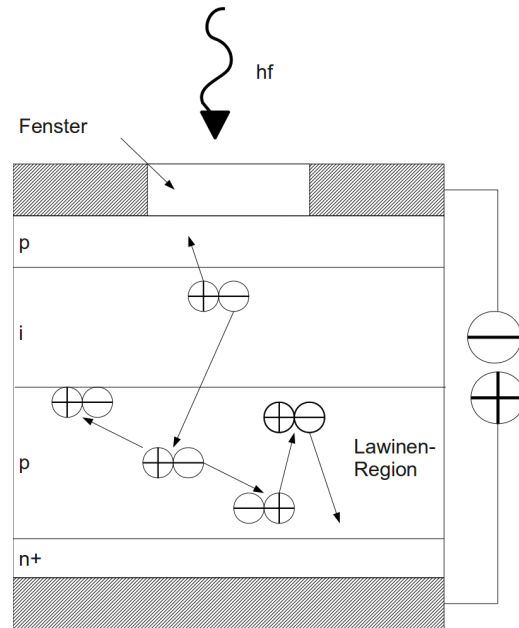 hf
Fenster
p
i
p
Lawinen-
Region
n+